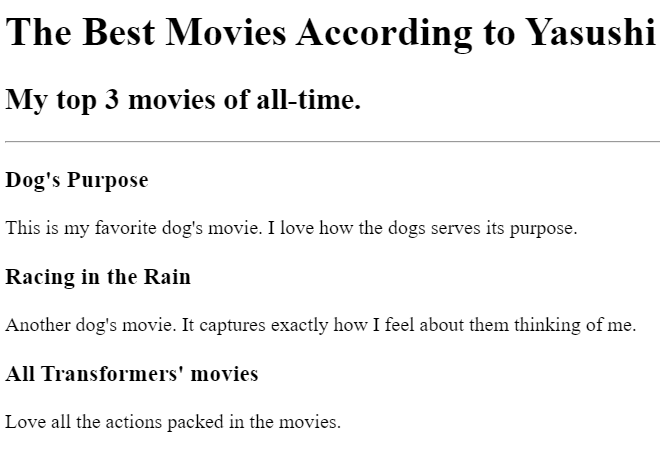 The Best Movies According to Yasushi
My top 3 movies of all-time.
Dog's Purpose
This is my favorite dog's movie. I love how the dogs serves its purpose.
Racing in the Rain
Another dog's movie. It captures exactly how I feel about them thinking of me.
All Transformers' movies
Love all the actions packed in the movies.